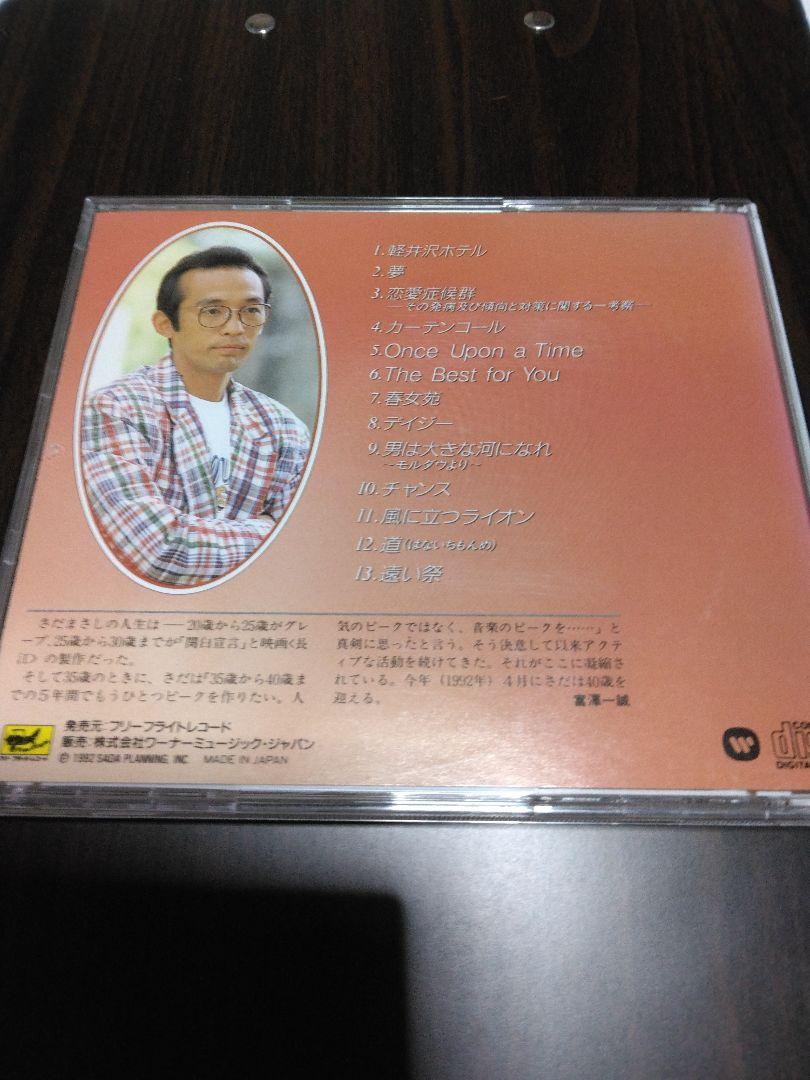 1.軽井沢ホテル
2.夢
3.恋愛症候群
―その発病及び傾向と対策に関する一考察―
4.カーテンコール
5.Once Upon a Time
6.The Best for You
7.春女苑
8.デイジー
9.男は大きな河になれ
〜モルダウより〜
10.チャンス
11.風に立つライオン
12.道(はないちもんめ)
13.遠い祭
さだまさしの人生は――20歳から25歳がグレ
ープ、25歳から30歳までが「関白宣言」と映画〈長
江〉の製作だった。
そして35歳のときに、さだは「35歳から40歳ま
での5年間でもうひとつピークを作りたい。人
気のピークではなく、音楽のピークを……」と
真剣に思ったと言う。そう決意して以来アクテ
ィブな活動を続けてきた。それがここに凝縮さ
れている。今年(1992年)4月にさだは40歳を
迎える。
富澤一誠
発売元:フリーフライトレコード
販売:株式会社ワーナーミュージック・ジャパン
Ⓟ 1992 SADA PLANNING, INC. MADE IN JAPAN